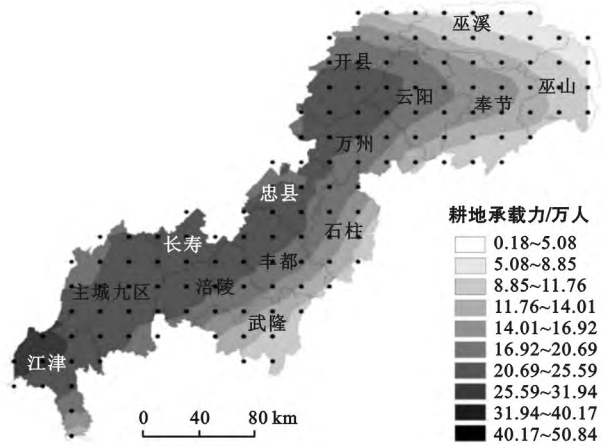 巫溪
开县
巫山
云阳
奉节
万州
忠县
石柱
长寿
丰都
主城九区
涪陵
武隆
江津
0 40 80 km
耕地承载力/万人
0.18~5.08
5.08~8.85
8.85~11.76
11.76~14.01
14.01~16.92
16.92~20.69
20.69~25.59
25.59~31.94
31.94~40.17
40.17~50.84